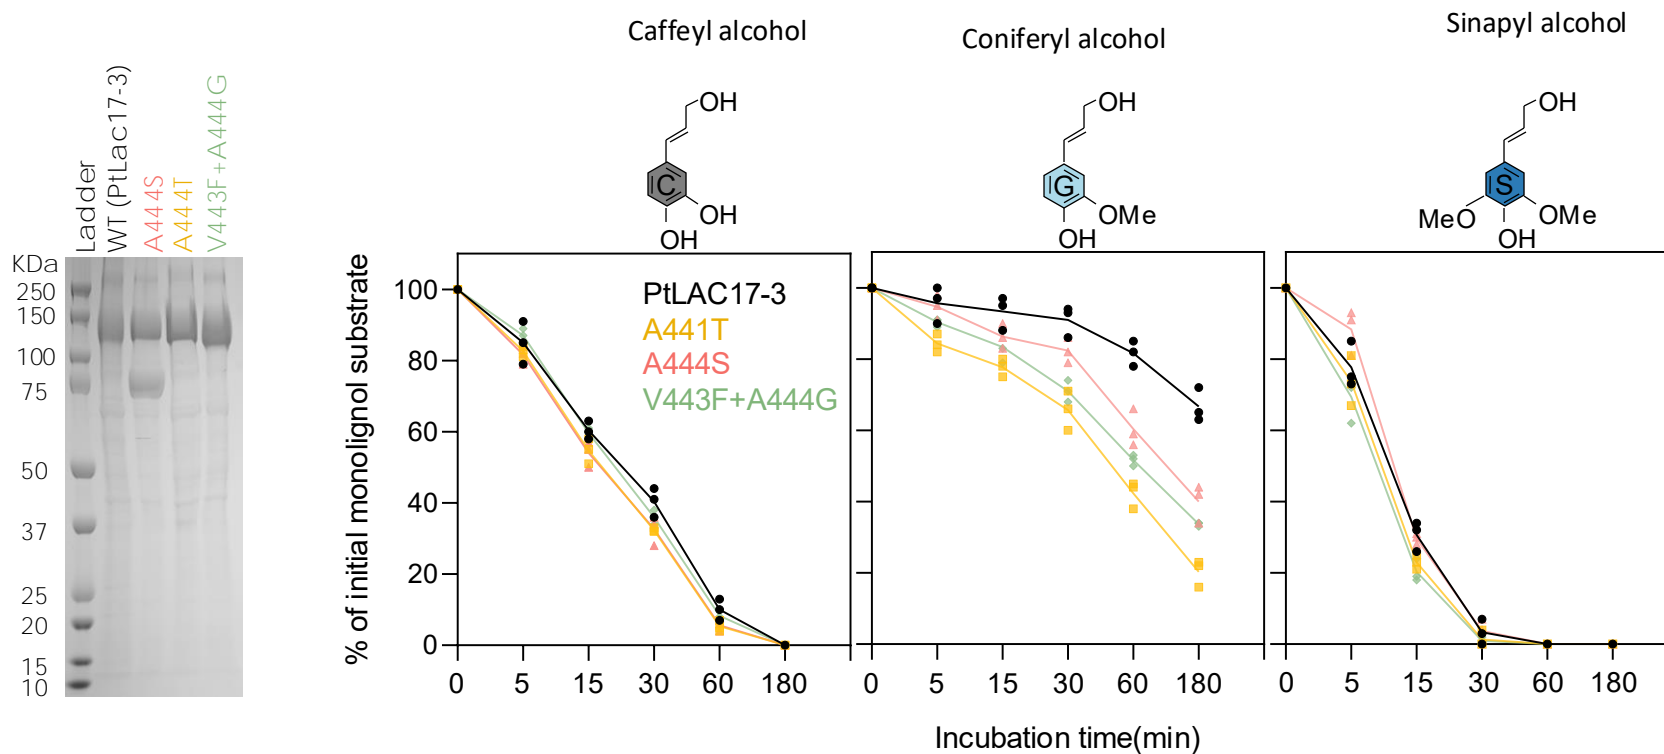 Ladder
WT (PtLac17-3)
A444S
A444T
V443F+A444G
KDa
250
150
100
75
50
37
25
20
15
10
Caffeyl alcohol
OH
C
OH
OH
Coniferyl alcohol
OH
G
OMe
OH
Sinapyl alcohol
OH
S
MeO
OMe
OH
% of initial monolignol substrate
100
80
60
40
20
0
PtLAC17-3
A441T
A444S
V443F+A444G
0 5 15 30 60 180
0 5 15 30 60 180
0 5 15 30 60 180
Incubation time(min)